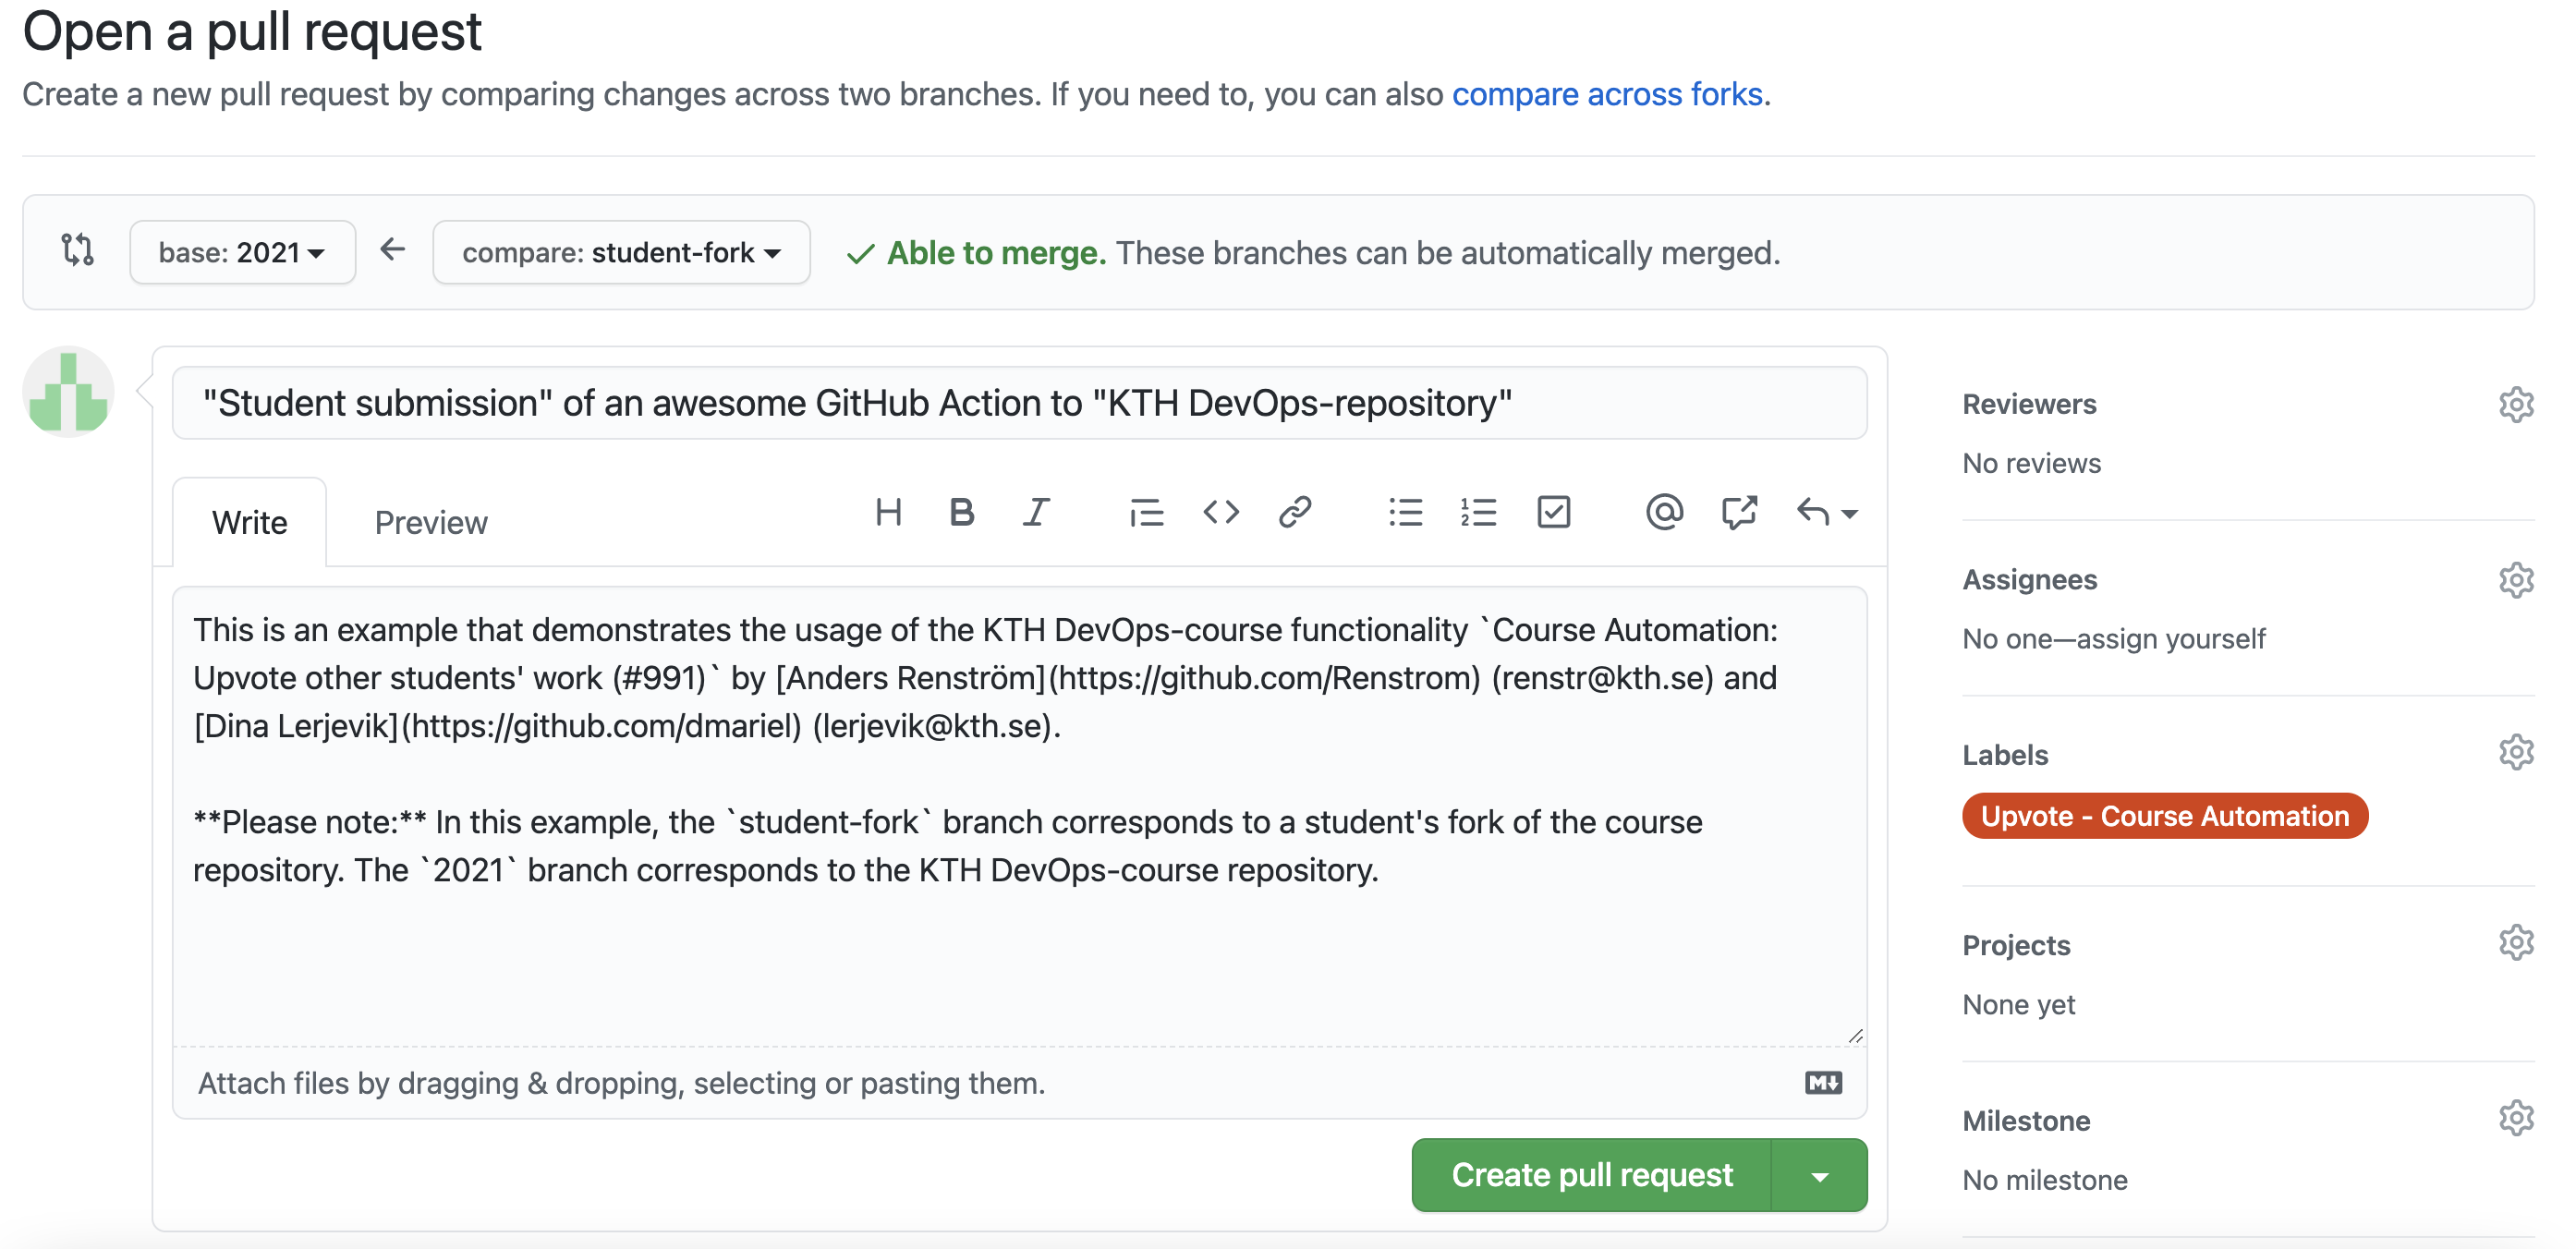 Open a pull request
Create a new pull request by comparing changes across two branches. If you need to, you can also compare across forks.
base: 2021
compare: student-fork
Able to merge. These branches can be automatically merged.
"Student submission" of an awesome GitHub Action to "KTH DevOps-repository"
Write
Preview
This is an example that demonstrates the usage of the KTH DevOps-course functionality `Course Automation:
Upvote other students' work (#991)` by [Anders Renström](https://github.com/Renstrom) (renstr@kth.se) and
[Dina Lerjevik](https://github.com/dmariel) (lerjevik@kth.se).
**Please note:** In this example, the `student-fork` branch corresponds to a student's fork of the course
repository. The `2021` branch corresponds to the KTH DevOps-course repository.
Attach files by dragging & dropping, selecting or pasting them.
Create pull request
Reviewers
No reviews
Assignees
No one—assign yourself
Labels
Upvote - Course Automation
Projects
None yet
Milestone
No milestone